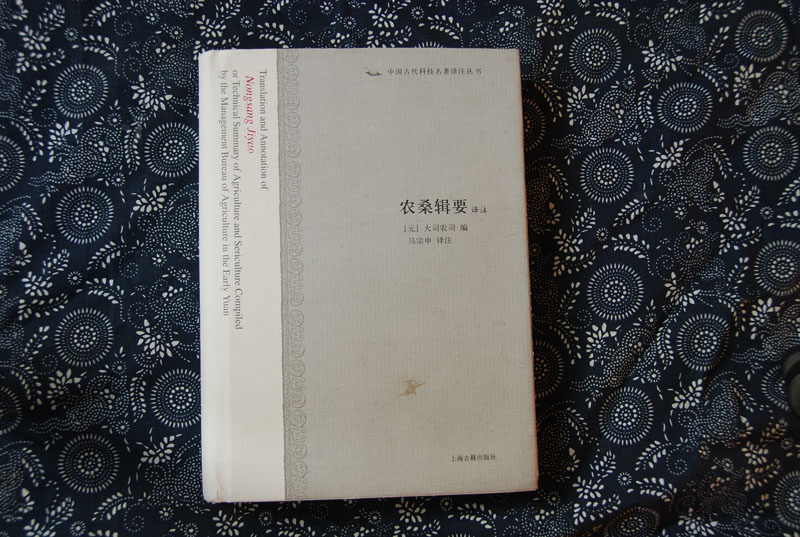 中国古代科技名著译注丛书
农桑辑要 译注
［元］大司农司 编
马宗申 译注
上海古籍出版社
Translation and Annotation of
Nongsang Jiyao
or Technical Summary of Agriculture and Sericulture Compiled
by the Management Bureau of Agriculture in the Early Yuan